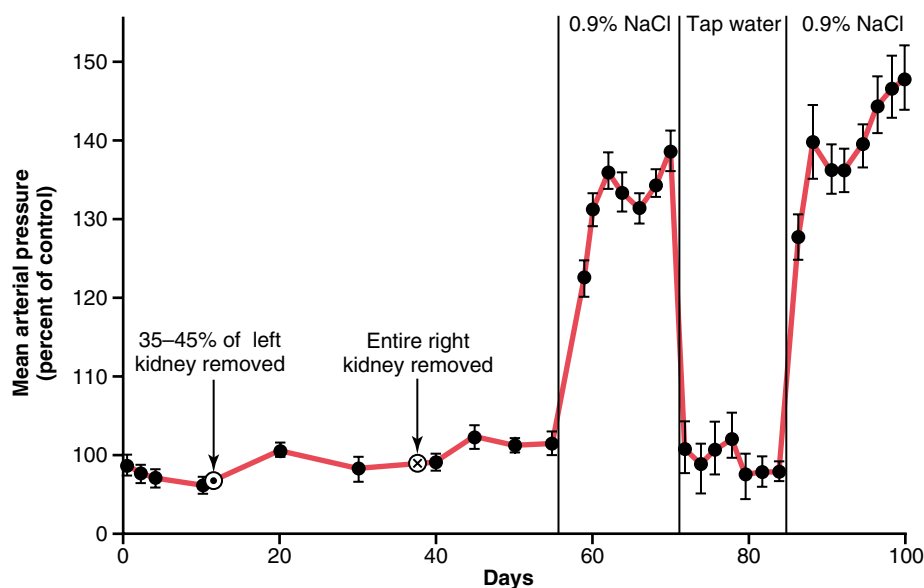 0.9% NaCl
Tap water
0.9% NaCl
150
140
130
120
110
100
0
Mean arterial pressure
(percent of control)
35–45% of left
kidney removed
Entire right
kidney removed
0
20
40
60
80
100
Days